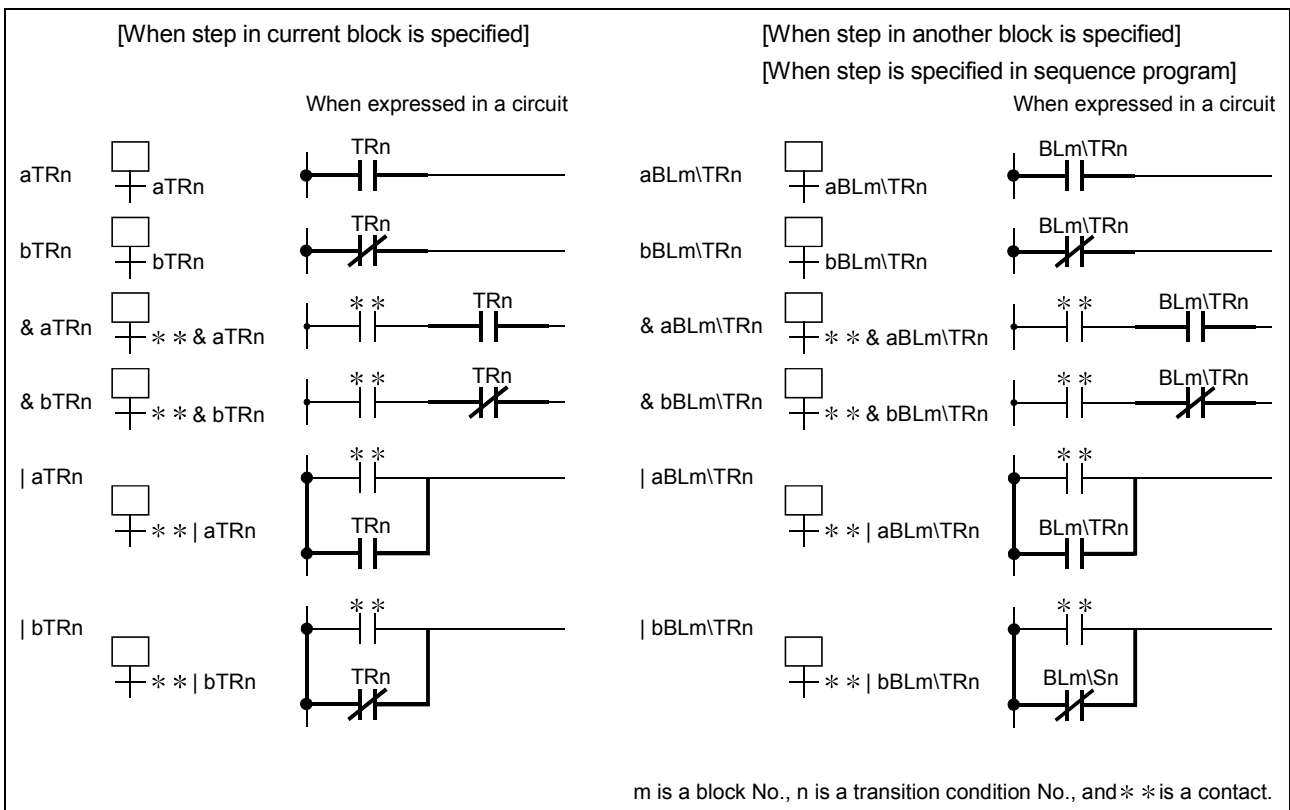 [When step in current block is specified]
[When step in another block is specified]
[When step is specified in sequence program]
When expressed in a circuit
When expressed in a circuit
aTRn
aTRn
TRn
aBLm\TRn
aBLm\TRn
BLm\TRn
bTRn
bTRn
TRn
bBLm\TRn
bBLm\TRn
BLm\TRn
& aTRn
＊＊& aTRn
＊＊
TRn
& aBLm\TRn
＊＊& aBLm\TRn
＊＊
BLm\TRn
& bTRn
＊＊& bTRn
＊＊
TRn
& bBLm\TRn
＊＊& bBLm\TRn
＊＊
BLm\TRn
| aTRn
＊＊| aTRn
＊＊
TRn
| aBLm\TRn
＊＊| aBLm\TRn
＊＊
BLm\TRn
| bTRn
＊＊| bTRn
＊＊
TRn
| bBLm\TRn
＊＊| bBLm\TRn
＊＊
BLm\Sn
m is a block No., n is a transition condition No., and＊＊is a contact.